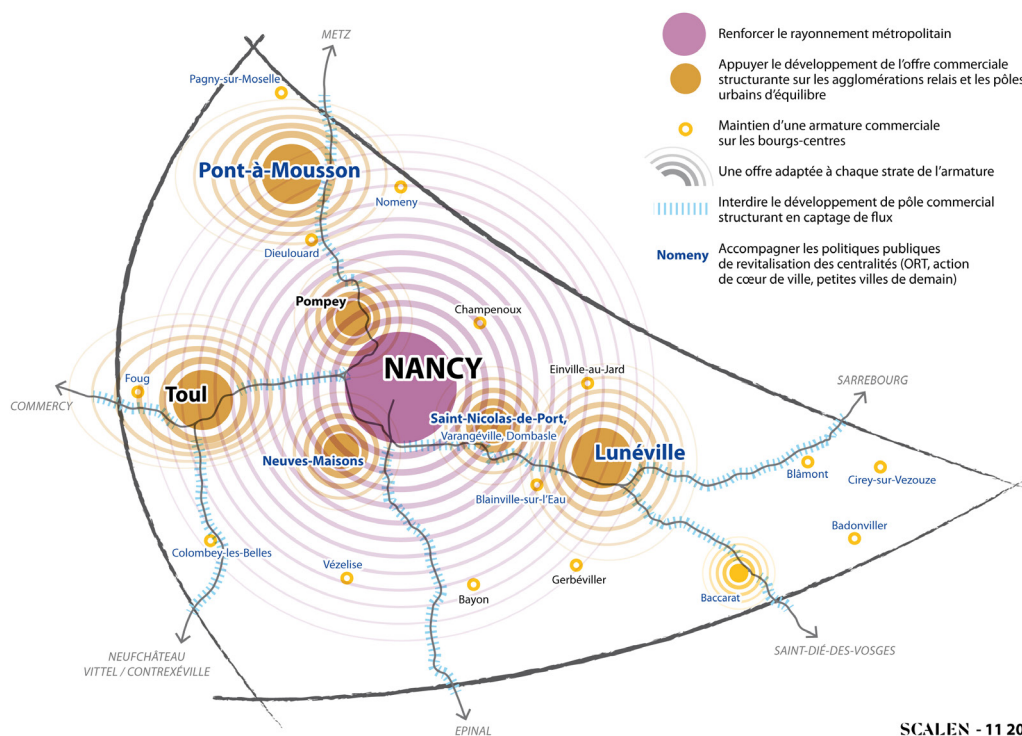 METZ
Pagny-sur-Moselle
Pont-à-Mousson
Nomeny
Dieulouard
Pompey
Champenoux
NANCY
Einville-au-Jard
SARREBOURG
Foug
Toul
COMMERCY
Saint-Nicolas-de-Port,
Varangéville, Dombasle
Neuves-Maisons
Lunéville
Blainville-sur-l'Eau
Blâmont
Cirey-sur-Vezouze
Badonviller
Colombey-les-Belles
Vézelise
Bayon
Gerbéviller
Baccarat
NEUFCHÂTEAU
VITTEL / CONTREXÉVILLE
SAINT-DIÉ-DES-VOSGES
EPINAL
Renforcer le rayonnement métropolitain
Appuyer le développement de l'offre commerciale
structurante sur les agglomérations relais et les pôles
urbains d'équilibre
Maintien d'une armature commerciale
sur les bourgs-centres
Une offre adaptée à chaque strate de l'armature
Interdire le développement de pôle commercial
structurant en captage de flux
Nomeny
Accompagner les politiques publiques
de revitalisation des centralités (ORT, action
de cœur de ville, petites villes de demain)
SCALEN - 11 20